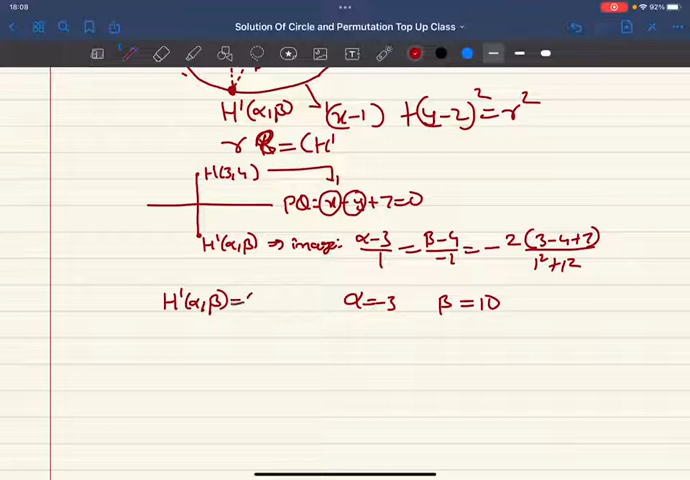 18:08
92%
Solution Of Circle and Permutation Top Up Class
H'(α,β) (x-1) +(y-2)²=r²
r = CH'
H(3,4)
PQ=x-y+7=0
H'(α,β) ⇒ image: (α-3)/1 = (β-4)/-1 = -2(3-4+7)/(1²+1²)
H'(α,β)= α=-3 β=10